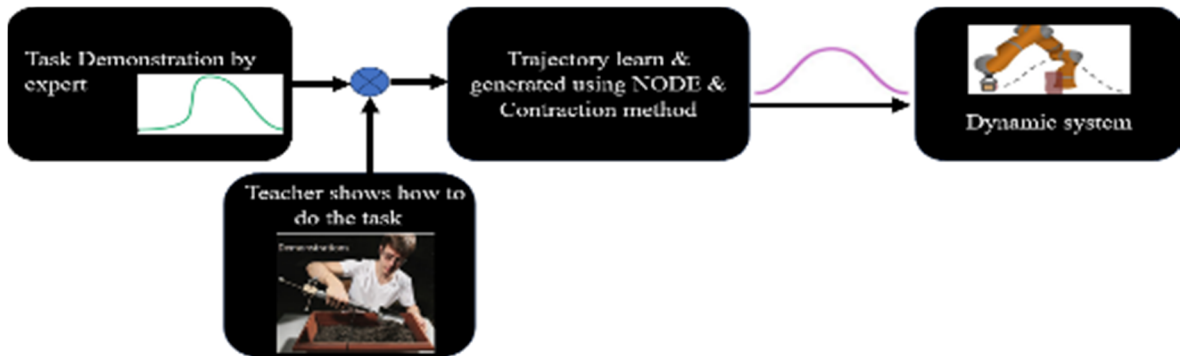 Task Demonstration by
expert
Trajectory learn &
generated using NODE &
Contraction method
Dynamic system
Teacher shows how to
do the task
Demonstrations